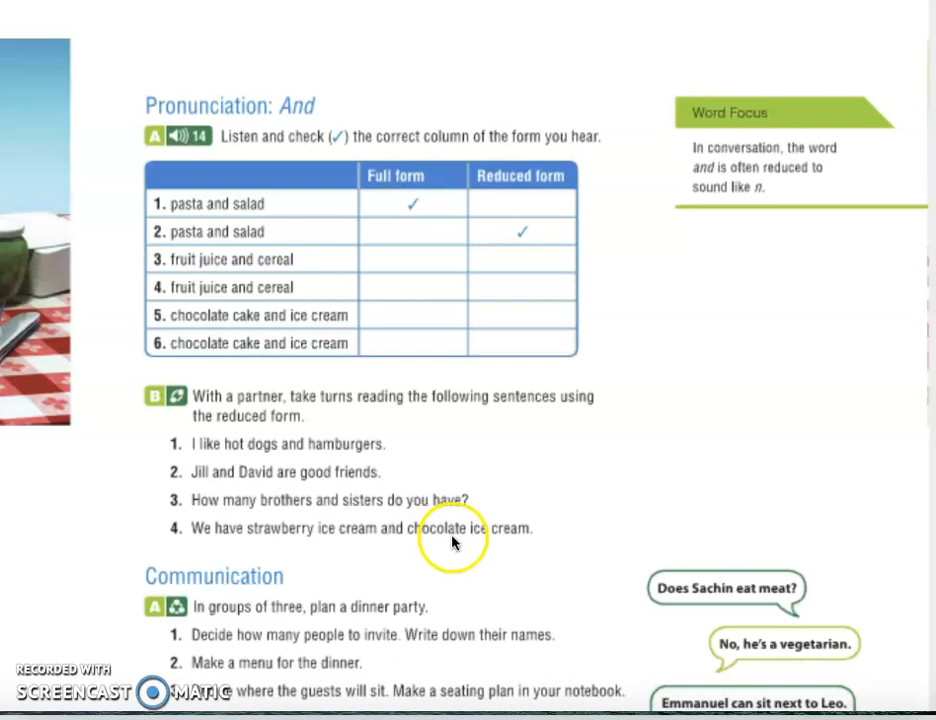 Pronunciation: And
A 14 Listen and check (✓) the correct column of the form you hear.
Full form Reduced form
1. pasta and salad ✓
2. pasta and salad ✓
3. fruit juice and cereal
4. fruit juice and cereal
5. chocolate cake and ice cream
6. chocolate cake and ice cream
Word Focus
In conversation, the word
and is often reduced to
sound like n.
B With a partner, take turns reading the following sentences using
the reduced form.
1. I like hot dogs and hamburgers.
2. Jill and David are good friends.
3. How many brothers and sisters do you have?
4. We have strawberry ice cream and chocolate ice cream.
Communication
A In groups of three, plan a dinner party.
1. Decide how many people to invite. Write down their names.
2. Make a menu for the dinner.
where the guests will sit. Make a seating plan in your notebook.
Does Sachin eat meat?
No, he's a vegetarian.
Emmanuel can sit next to Leo.
RECORDED WITH
SCREENCAST MATIC